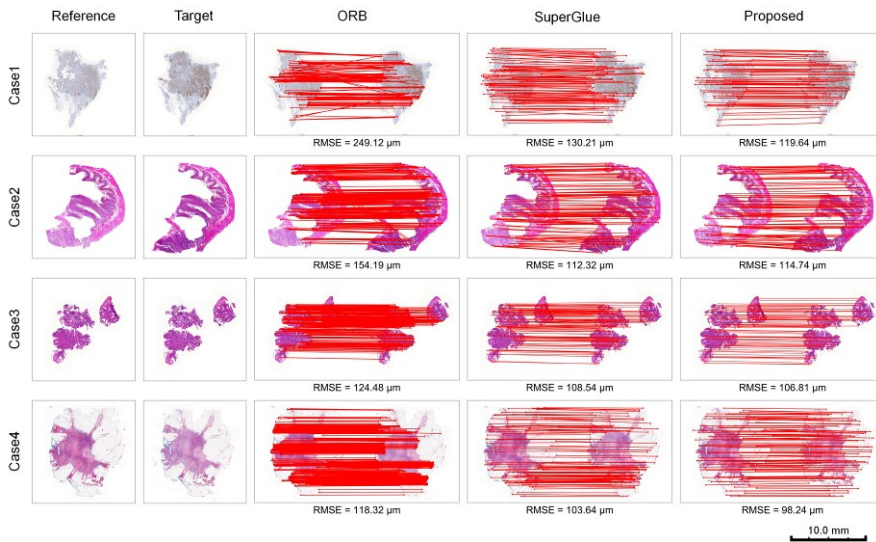 Reference Target ORB SuperGlue Proposed
Case1
RMSE = 249.12 µm RMSE = 130.21 µm RMSE = 119.64 µm
Case2
RMSE = 154.19 µm RMSE = 112.32 µm RMSE = 114.74 µm
Case3
RMSE = 124.48 µm RMSE = 108.54 µm RMSE = 106.81 µm
Case4
RMSE = 118.32 µm RMSE = 103.64 µm RMSE = 98.24 µm
10.0 mm